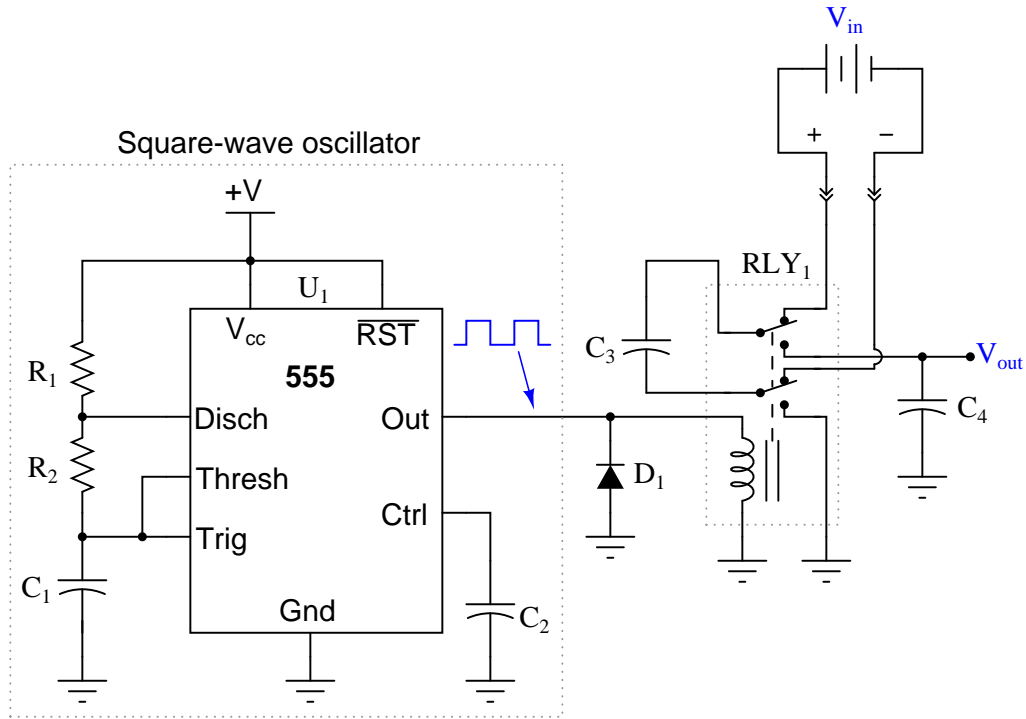 V_in
+ −
Square-wave oscillator
+V
RLY_1
U_1
V_cc
RST
C_3
R_1
555
V_out
Disch
Out
C_4
R_2
Thresh
D_1
Ctrl
Trig
C_1
Gnd
C_2